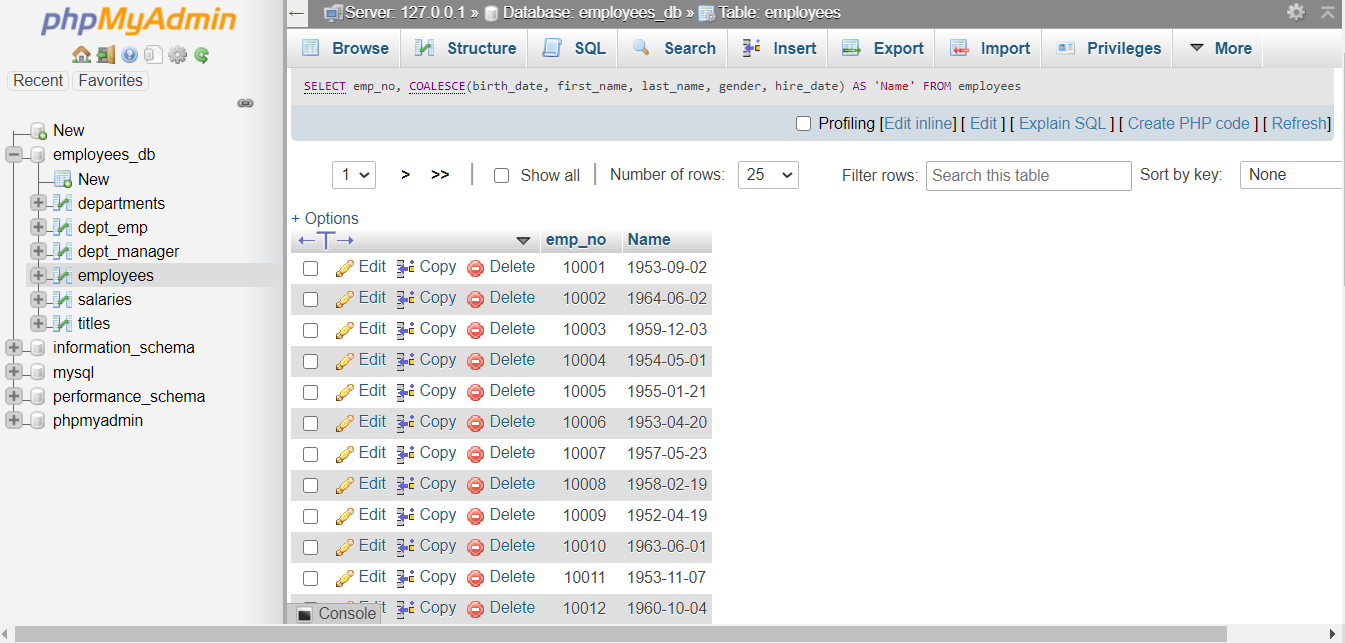 phpMyAdmin
Recent Favorites
New
employees_db
New
departments
dept_emp
dept_manager
employees
salaries
titles
information_schema
mysql
performance_schema
phpmyadmin
Server: 127.0.0.1 » Database: employees_db » Table: employees
Browse Structure SQL Search Insert Export Import Privileges More
SELECT emp_no, COALESCE(birth_date, first_name, last_name, gender, hire_date) AS 'Name' FROM employees
Profiling [Edit inline] [ Edit ] [ Explain SQL ] [ Create PHP code ] [ Refresh]
1 > >> | Show all | Number of rows: 25 Filter rows: Search this table Sort by key: None
+ Options
emp_no Name
Edit Copy Delete 10001 1953-09-02
Edit Copy Delete 10002 1964-06-02
Edit Copy Delete 10003 1959-12-03
Edit Copy Delete 10004 1954-05-01
Edit Copy Delete 10005 1955-01-21
Edit Copy Delete 10006 1953-04-20
Edit Copy Delete 10007 1957-05-23
Edit Copy Delete 10008 1958-02-19
Edit Copy Delete 10009 1952-04-19
Edit Copy Delete 10010 1963-06-01
Edit Copy Delete 10011 1953-11-07
Edit Copy Delete 10012 1960-10-04
Console